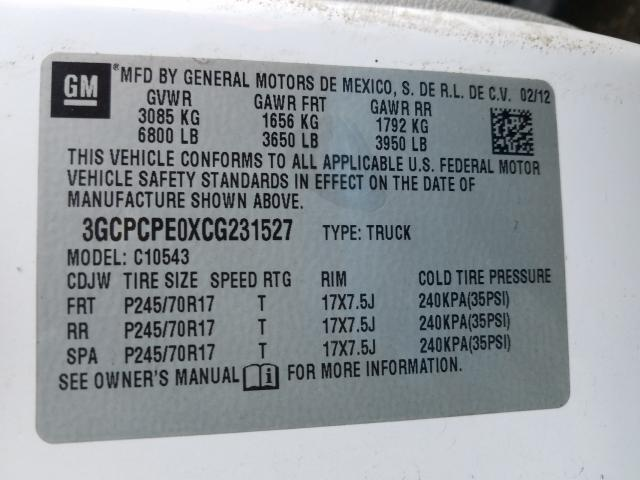 GM MFD BY GENERAL MOTORS DE MEXICO, S. DE R.L. DE C.V. 02/12
GVWR GAWR FRT GAWR RR
3085 KG 1656 KG 1792 KG
6800 LB 3650 LB 3950 LB
THIS VEHICLE CONFORMS TO ALL APPLICABLE U.S. FEDERAL MOTOR
VEHICLE SAFETY STANDARDS IN EFFECT ON THE DATE OF
MANUFACTURE SHOWN ABOVE.
3GCPCPE0XCG231527 TYPE: TRUCK
MODEL: C10543
CDJW TIRE SIZE SPEED RTG RIM COLD TIRE PRESSURE
FRT P245/70R17 T 17X7.5J 240KPA(35PSI)
RR P245/70R17 T 17X7.5J 240KPA(35PSI)
SPA P245/70R17 T 17X7.5J 240KPA(35PSI)
SEE OWNER'S MANUAL i FOR MORE INFORMATION.